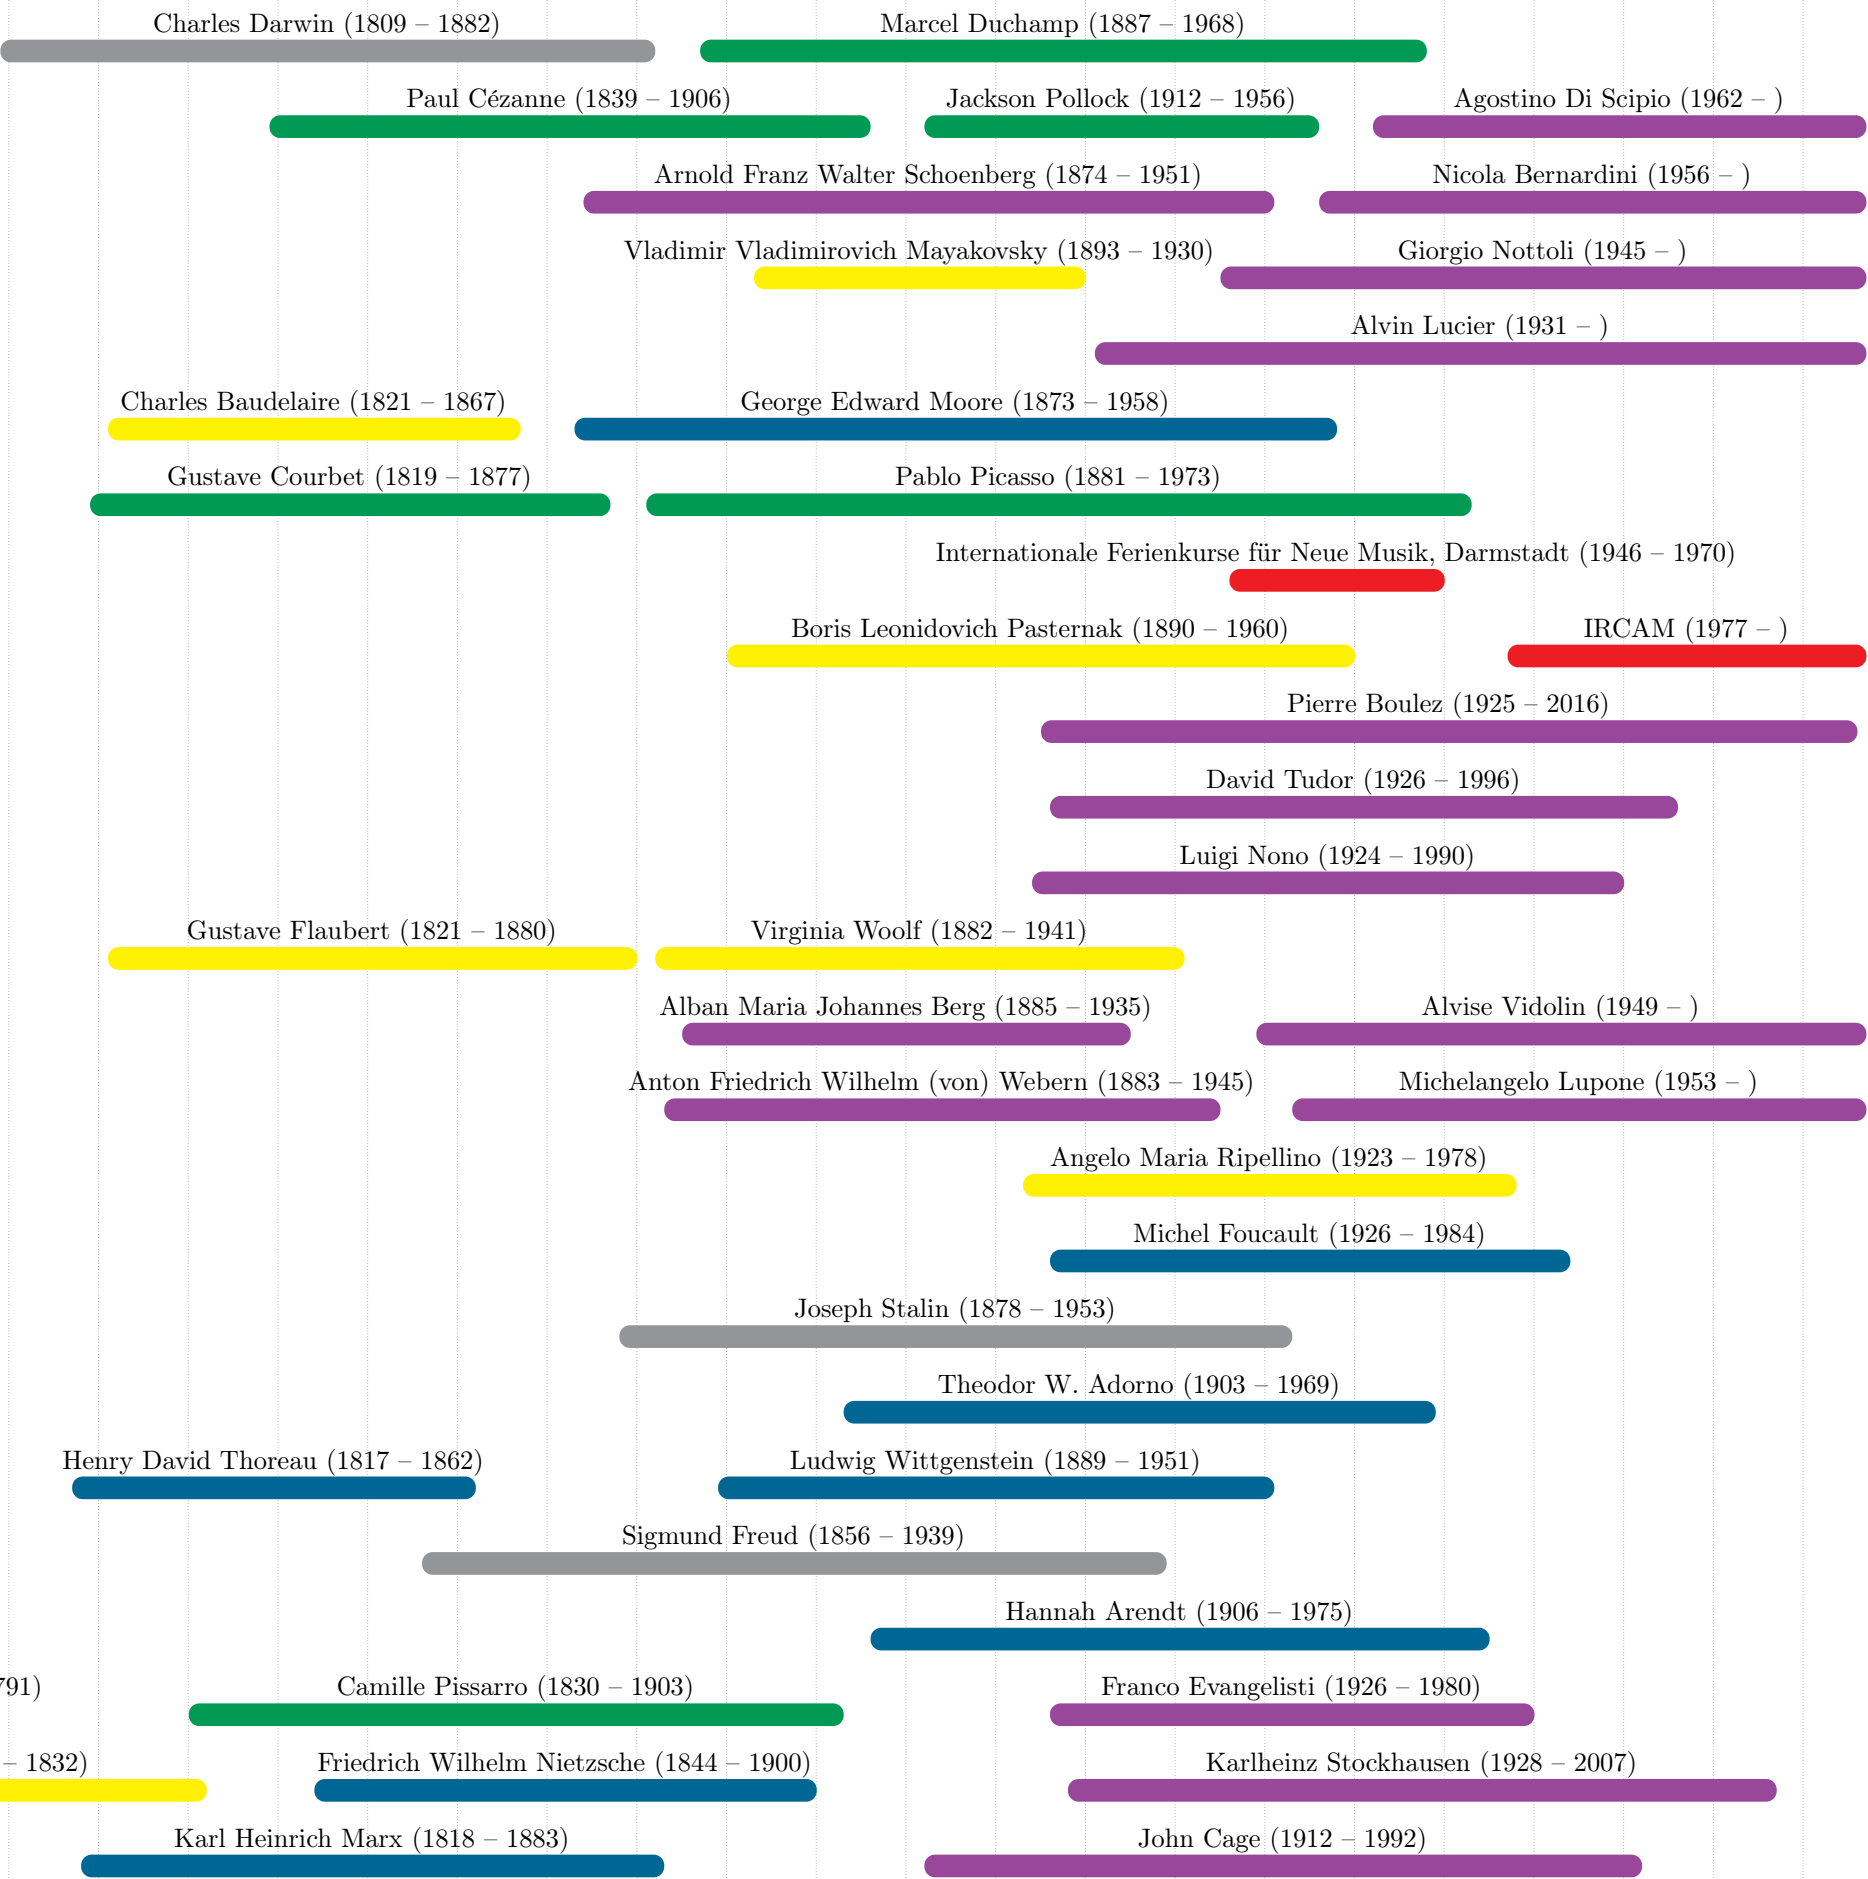 Charles Darwin (1809 – 1882) Marcel Duchamp (1887 – 1968)
Paul Cézanne (1839 – 1906) Jackson Pollock (1912 – 1956) Agostino Di Scipio (1962 – )
Arnold Franz Walter Schoenberg (1874 – 1951) Nicola Bernardini (1956 – )
Vladimir Vladimirovich Mayakovsky (1893 – 1930) Giorgio Nottoli (1945 – )
Alvin Lucier (1931 – )
Charles Baudelaire (1821 – 1867) George Edward Moore (1873 – 1958)
Gustave Courbet (1819 – 1877) Pablo Picasso (1881 – 1973)
Internationale Ferienkurse für Neue Musik, Darmstadt (1946 – 1970)
Boris Leonidovich Pasternak (1890 – 1960) IRCAM (1977 – )
Pierre Boulez (1925 – 2016)
David Tudor (1926 – 1996)
Luigi Nono (1924 – 1990)
Gustave Flaubert (1821 – 1880) Virginia Woolf (1882 – 1941)
Alban Maria Johannes Berg (1885 – 1935) Alvise Vidolin (1949 – )
Anton Friedrich Wilhelm (von) Webern (1883 – 1945) Michelangelo Lupone (1953 – )
Angelo Maria Ripellino (1923 – 1978)
Michel Foucault (1926 – 1984)
Joseph Stalin (1878 – 1953)
Theodor W. Adorno (1903 – 1969)
Henry David Thoreau (1817 – 1862) Ludwig Wittgenstein (1889 – 1951)
Sigmund Freud (1856 – 1939)
Hannah Arendt (1906 – 1975)
791) Camille Pissarro (1830 – 1903) Franco Evangelisti (1926 – 1980)
– 1832) Friedrich Wilhelm Nietzsche (1844 – 1900) Karlheinz Stockhausen (1928 – 2007)
Karl Heinrich Marx (1818 – 1883) John Cage (1912 – 1992)